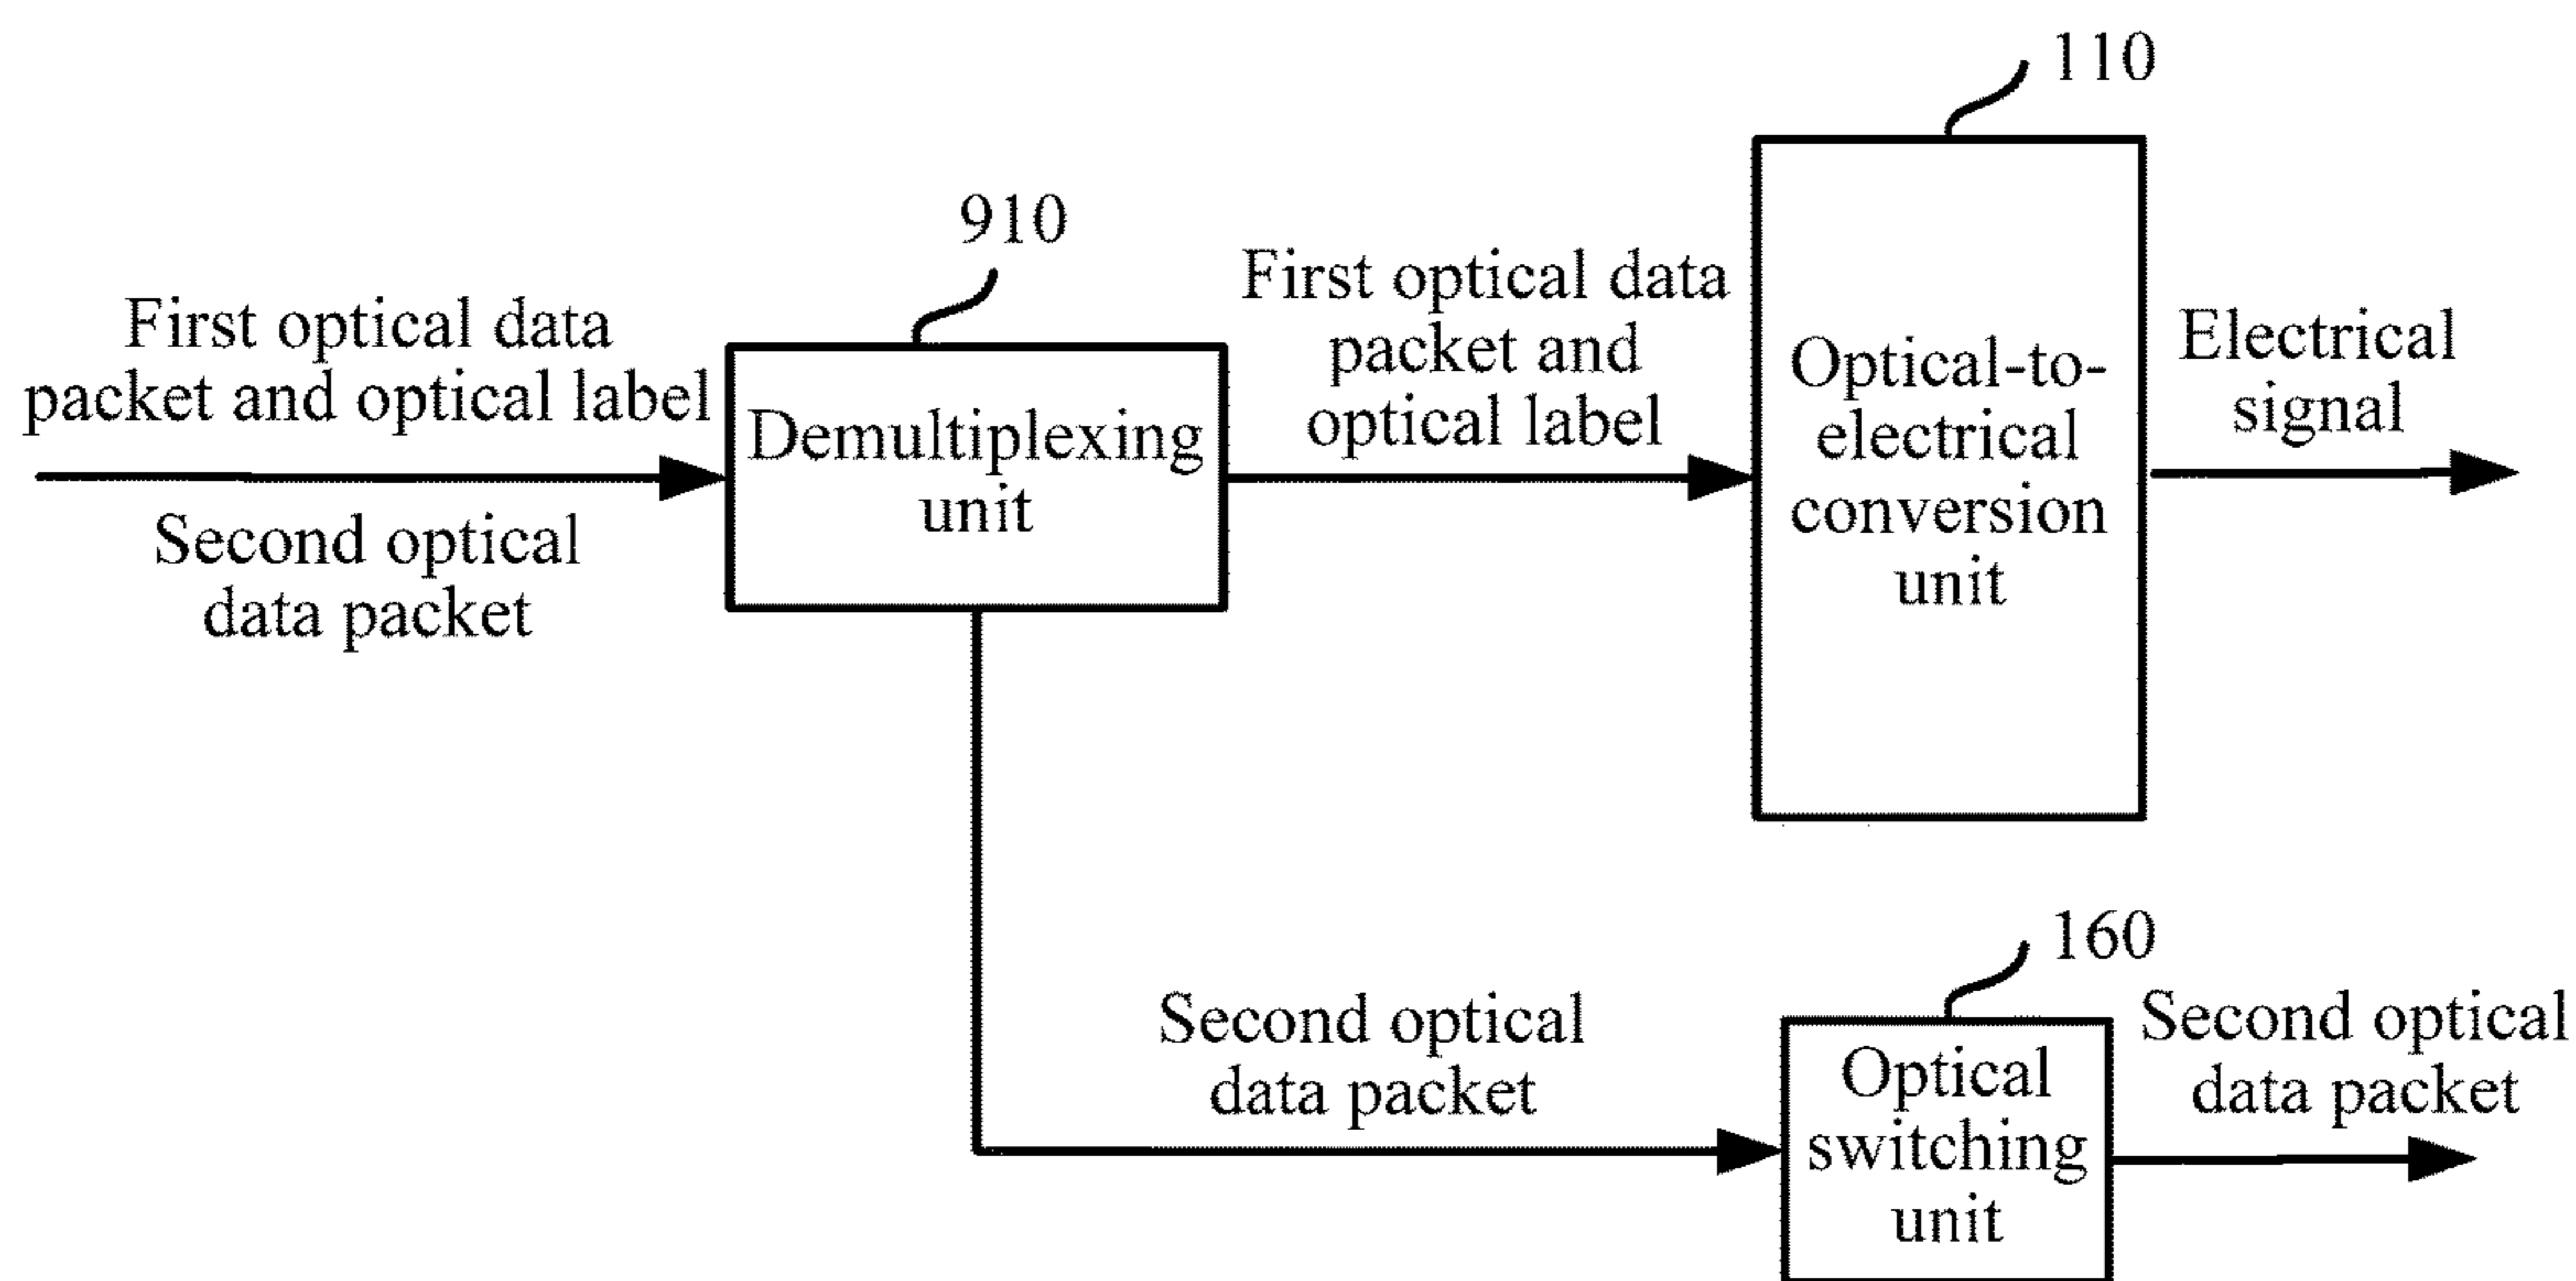 110
910
First optical data
packet and optical label
Second optical
data packet
Demultiplexing
unit
First optical data
packet and
optical label
Optical-to-
electrical
conversion
unit
Electrical
signal
160
Second optical
data packet
Optical
switching
unit
Second optical
data packet